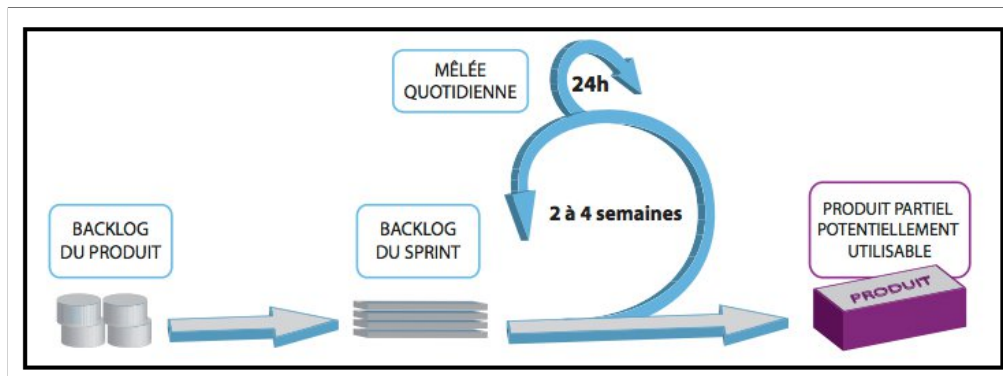 MÊLÉE
QUOTIDIENNE
24h
2 à 4 semaines
BACKLOG
DU PRODUIT
BACKLOG
DU SPRINT
PRODUIT PARTIEL
POTENTIELLEMENT
UTILISABLE
PRODUIT